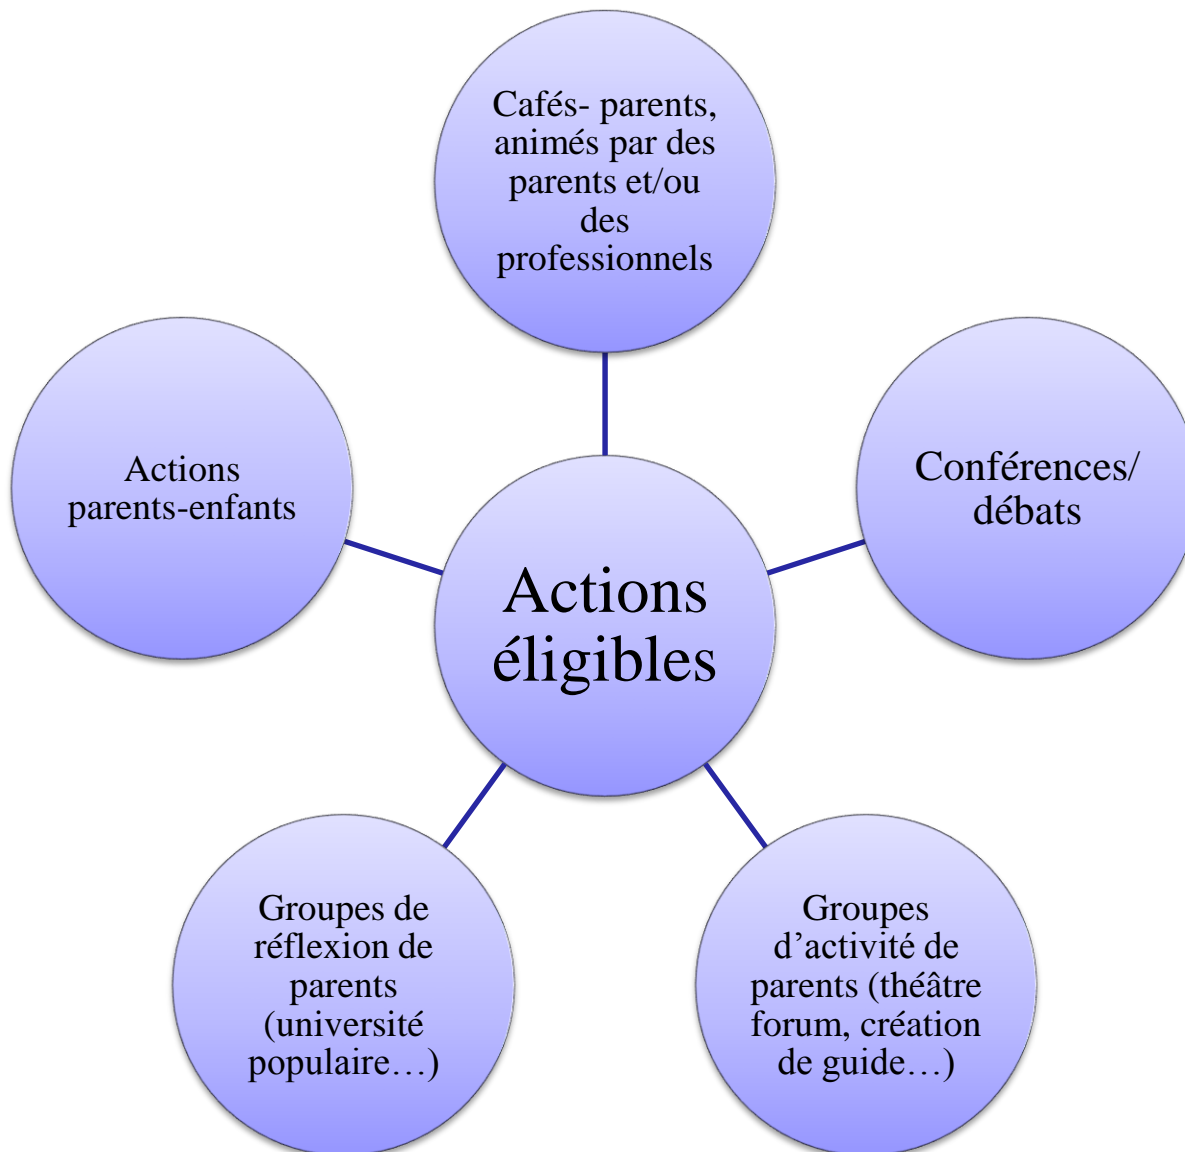 Cafés- parents,
animés par des
parents et/ou
des
professionnels
Actions
parents-enfants
Conférences/
débats
Actions
éligibles
Groupes de
réflexion de
parents
(université
populaire…)
Groupes
d’activité de
parents (théâtre
forum, création
de guide…)